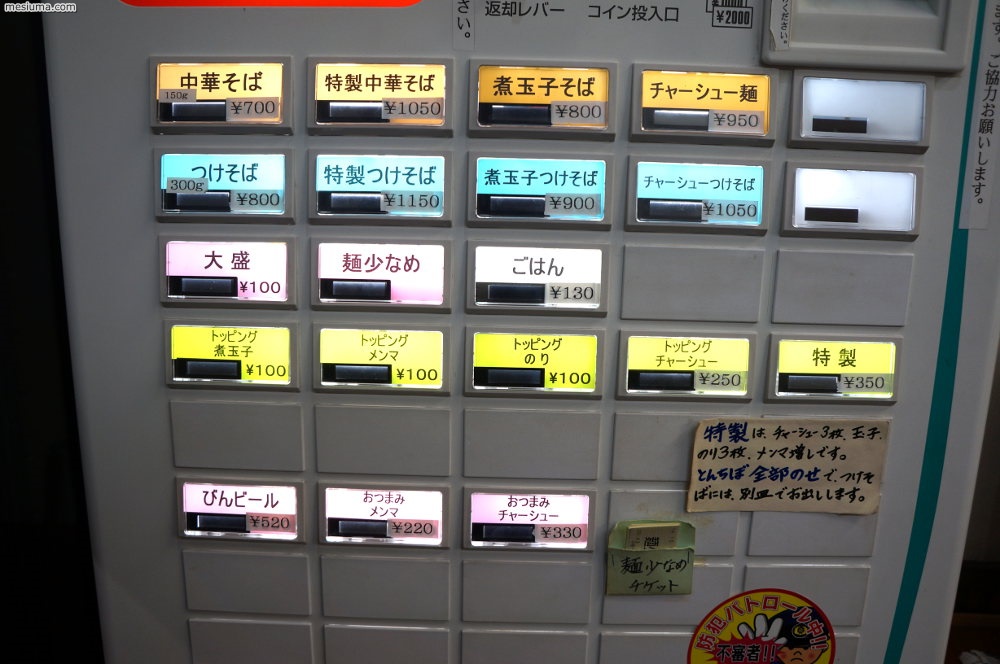 mesiuma.com
さい。
返却レバー
コイン投入口
¥2000
ください。
ます。ご協力お願いします。
中華そば
150g
¥700
特製中華そば
¥1050
煮玉子そば
¥800
チャーシュー麺
¥950
つけそば
300g
¥800
特製つけそば
¥1150
煮玉子つけそば
¥900
チャーシューつけそば
¥1050
大盛
¥100
麺少なめ
ごはん
¥130
トッピング
煮玉子
¥100
トッピング
メンマ
¥100
トッピング
のり
¥100
トッピング
チャーシュー
¥250
特製
¥350
特製は、チャーシュー3枚、玉子、
のり3枚、メンマ増しです。
とんちぼ全部のせで、つけそ
ばには、別皿でお出しします。
びんビール
¥520
おつまみ
メンマ
¥220
おつまみ
チャーシュー
¥330
「麺少なめ」
チケット
防犯パトロール中!!
不審者!!